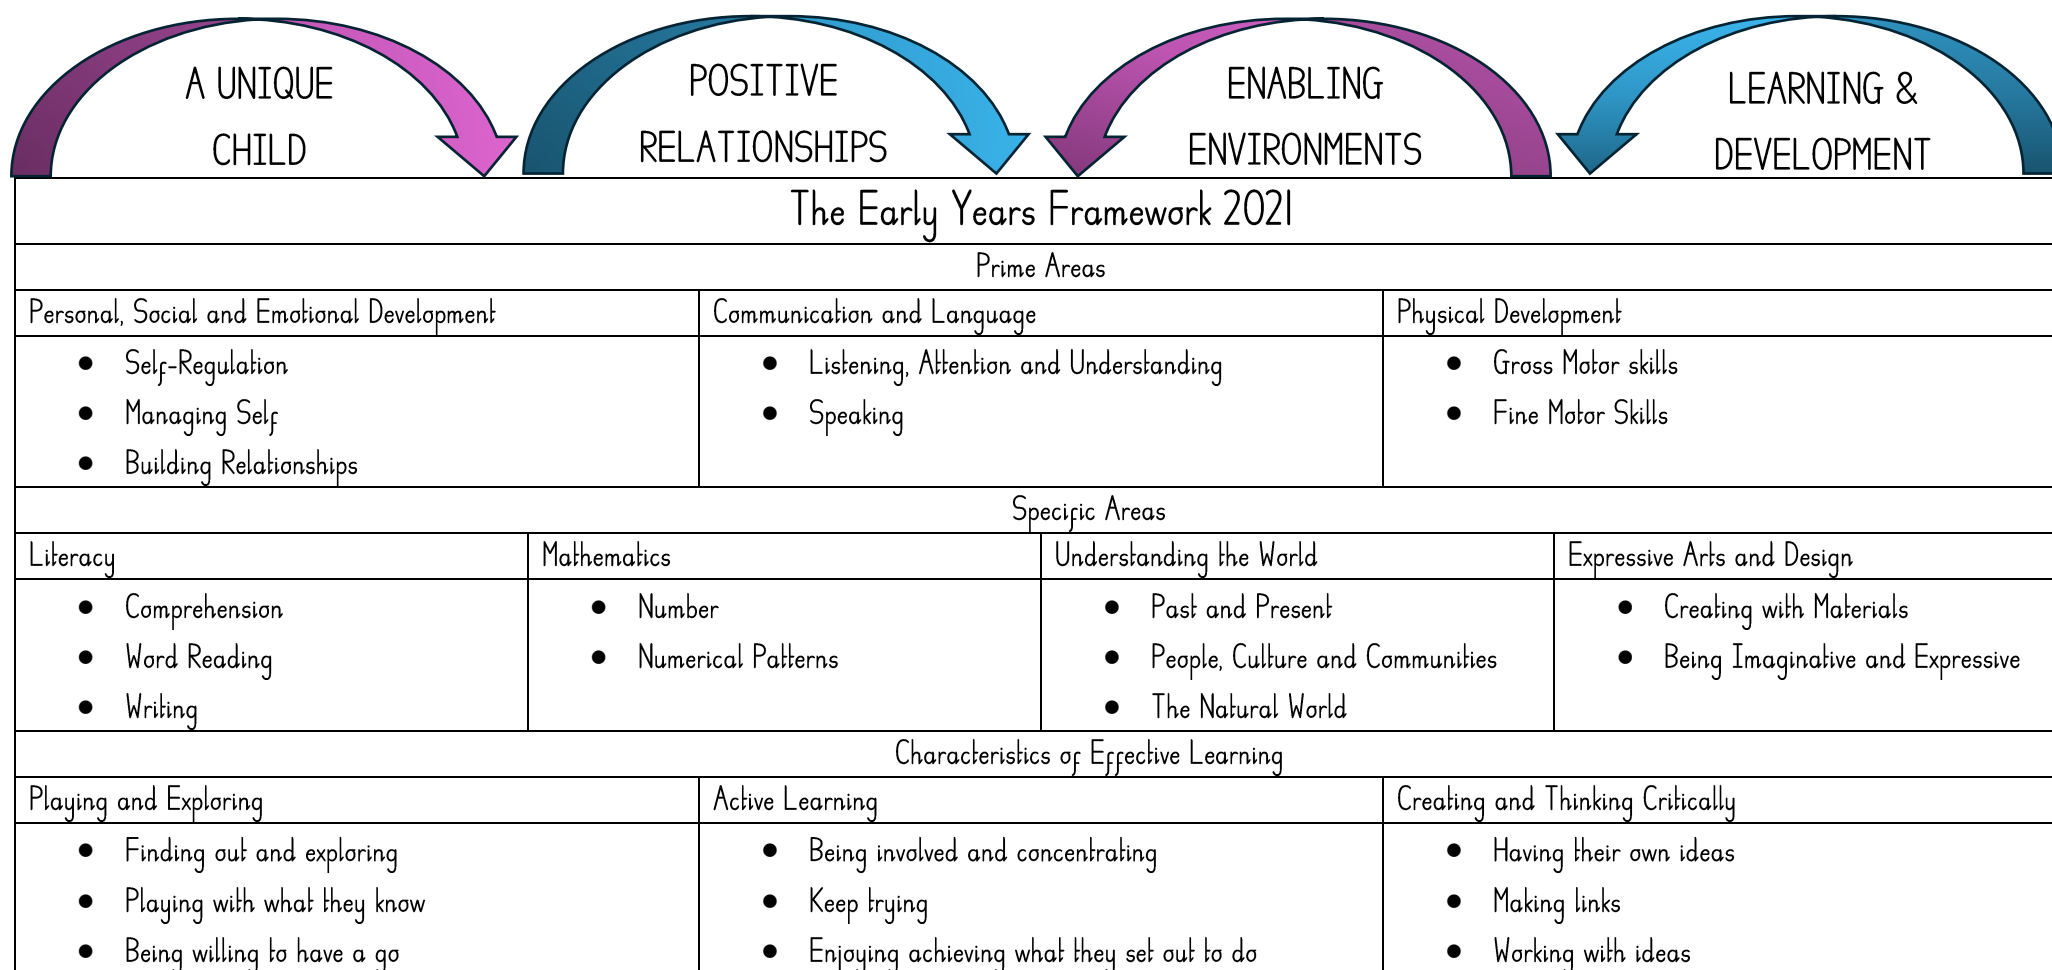 A UNIQUE
CHILD
POSITIVE
RELATIONSHIPS
ENABLING
ENVIRONMENTS
LEARNING &
DEVELOPMENT
The Early Years Framework 2021
Prime Areas
Personal, Social and Emotional Development
Communication and Language
Physical Development
● Self-Regulation
● Managing Self
● Building Relationships
● Listening, Attention and Understanding
● Speaking
● Gross Motor skills
● Fine Motor Skills
Specific Areas
Literacy
Mathematics
Understanding the World
Expressive Arts and Design
● Comprehension
● Word Reading
● Writing
● Number
● Numerical Patterns
● Past and Present
● People, Culture and Communities
● The Natural World
● Creating with Materials
● Being Imaginative and Expressive
Characteristics of Effective Learning
Playing and Exploring
Active Learning
Creating and Thinking Critically
● Finding out and exploring
● Playing with what they know
● Being willing to have a go
● Being involved and concentrating
● Keep trying
● Enjoying achieving what they set out to do
● Having their own ideas
● Making links
● Working with ideas